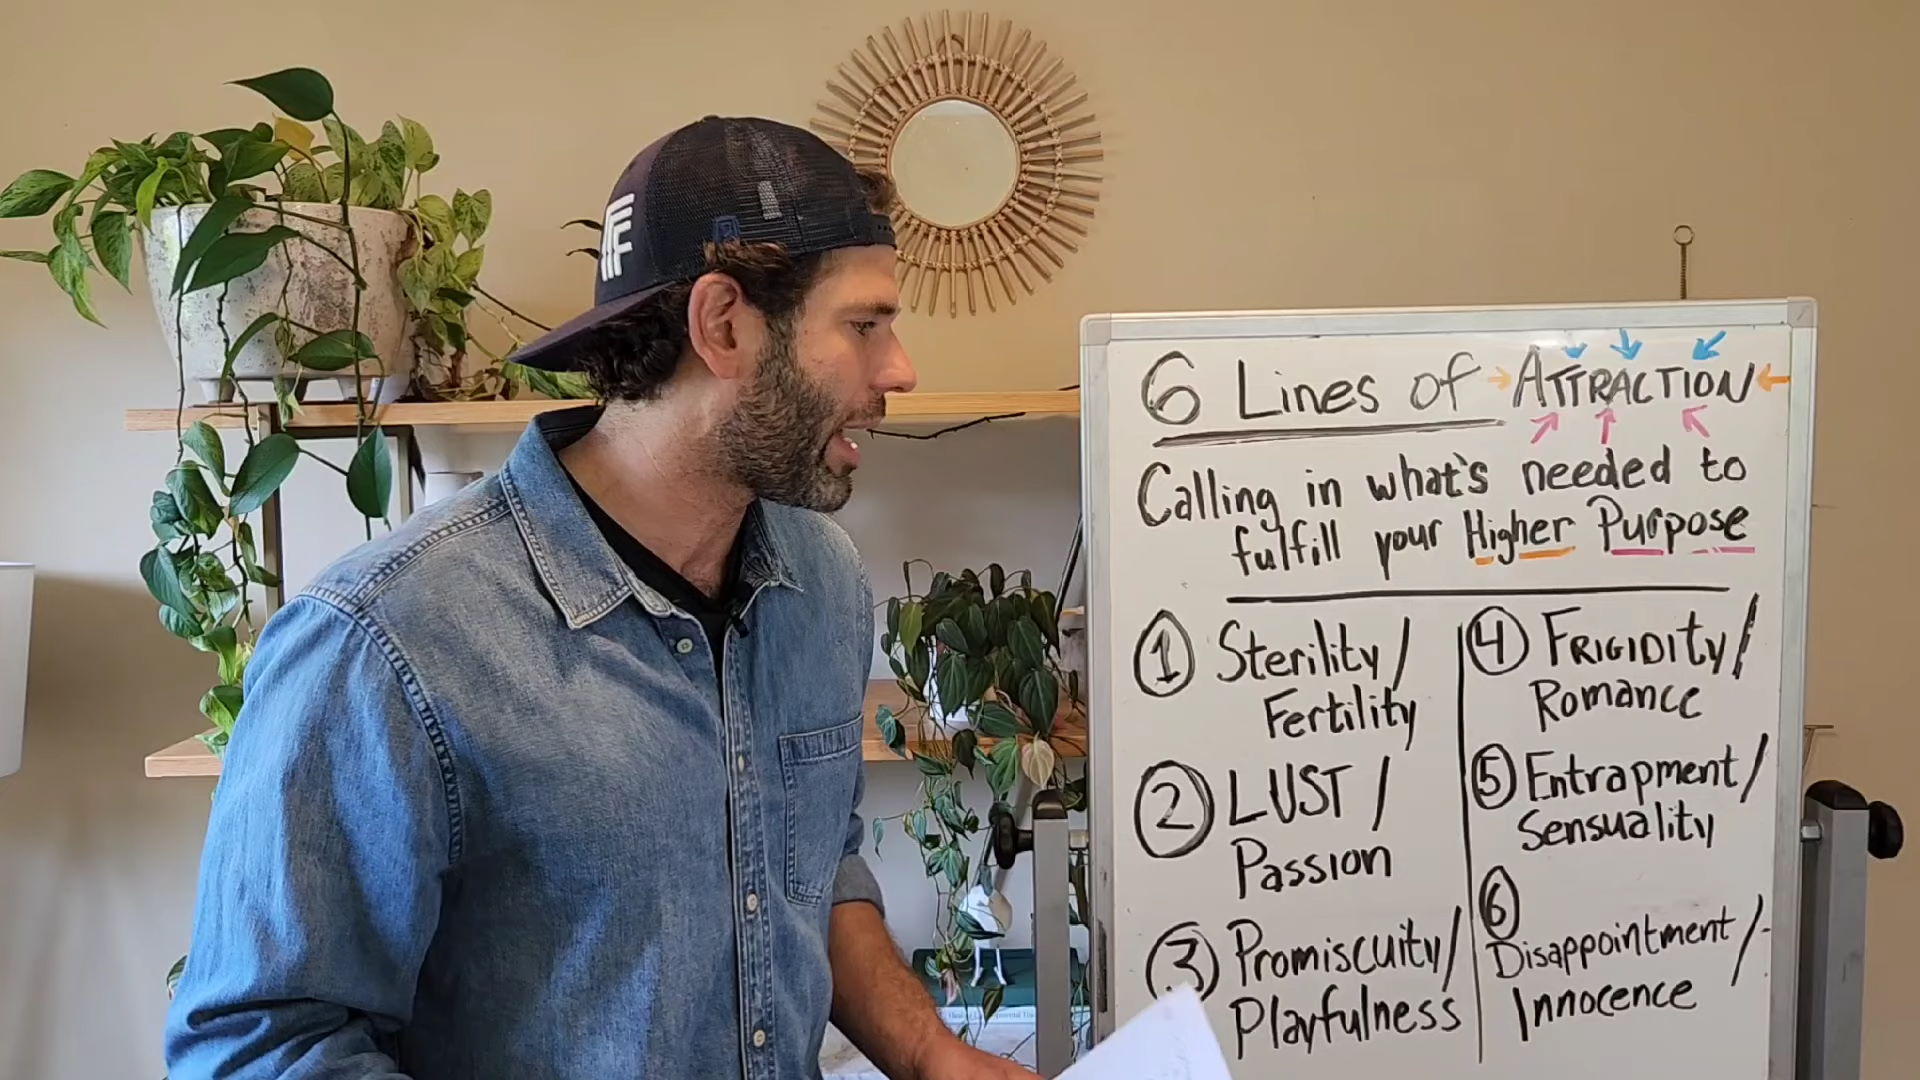 6 Lines of ATTRACTION
Calling in what's needed to
fulfill your Higher Purpose
1 Sterility/
Fertility
2 LUST /
Passion
3 Promiscuity/
Playfulness
4 FRIGIDITY/
Romance
5 Entrapment/
Sensuality
6
Disappointment/
Innocence